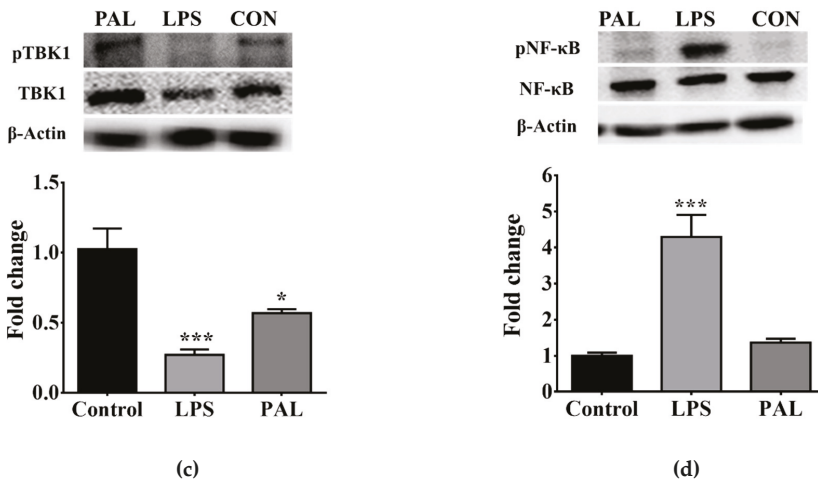 PAL LPS CON
pTBK1
TBK1
β-Actin
1.5
1.0
0.5
0.0
Fold change
***
*
Control LPS PAL
(c)
PAL LPS CON
pNF-κB
NF-κB
β-Actin
6
5
4
3
2
1
0
Fold change
***
Control LPS PAL
(d)